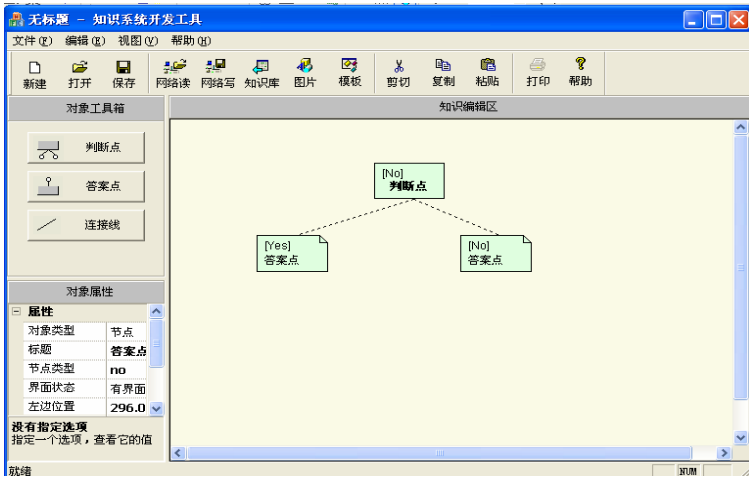 无标题 - 知识系统开发工具
文件(F) 编辑(E) 视图(V) 帮助(H)
新建 打开 保存 网络读 网络写 知识库 图片 模板 剪切 复制 粘贴 打印 帮助
对象工具箱
知识编辑区
判断点
答案点
连接线
[No]
判断点
[Yes]
答案点
[No]
答案点
对象属性
属性
对象类型 节点
标题 答案点
节点类型 no
界面状态 有界面
左边位置 296.0
没有指定选项
指定一个选项，查看它的值
就绪
NUM